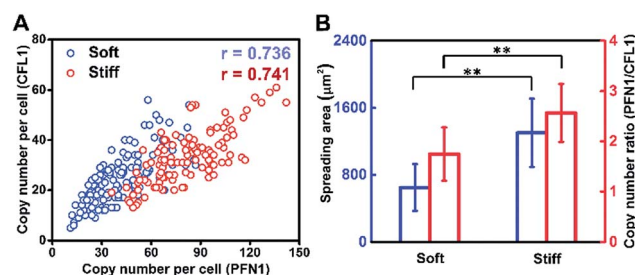 A
Soft
Stiff
r = 0.736
r = 0.741
Copy number per cell (CFL1)
80
60
40
20
0
0 30 60 90 120 150
Copy number per cell (PFN1)
B
Spreading area (μm²)
2400
1600
800
0
**
**
Soft Stiff
4
3
2
1
0
Copy number ratio (PFN1/CFL1)